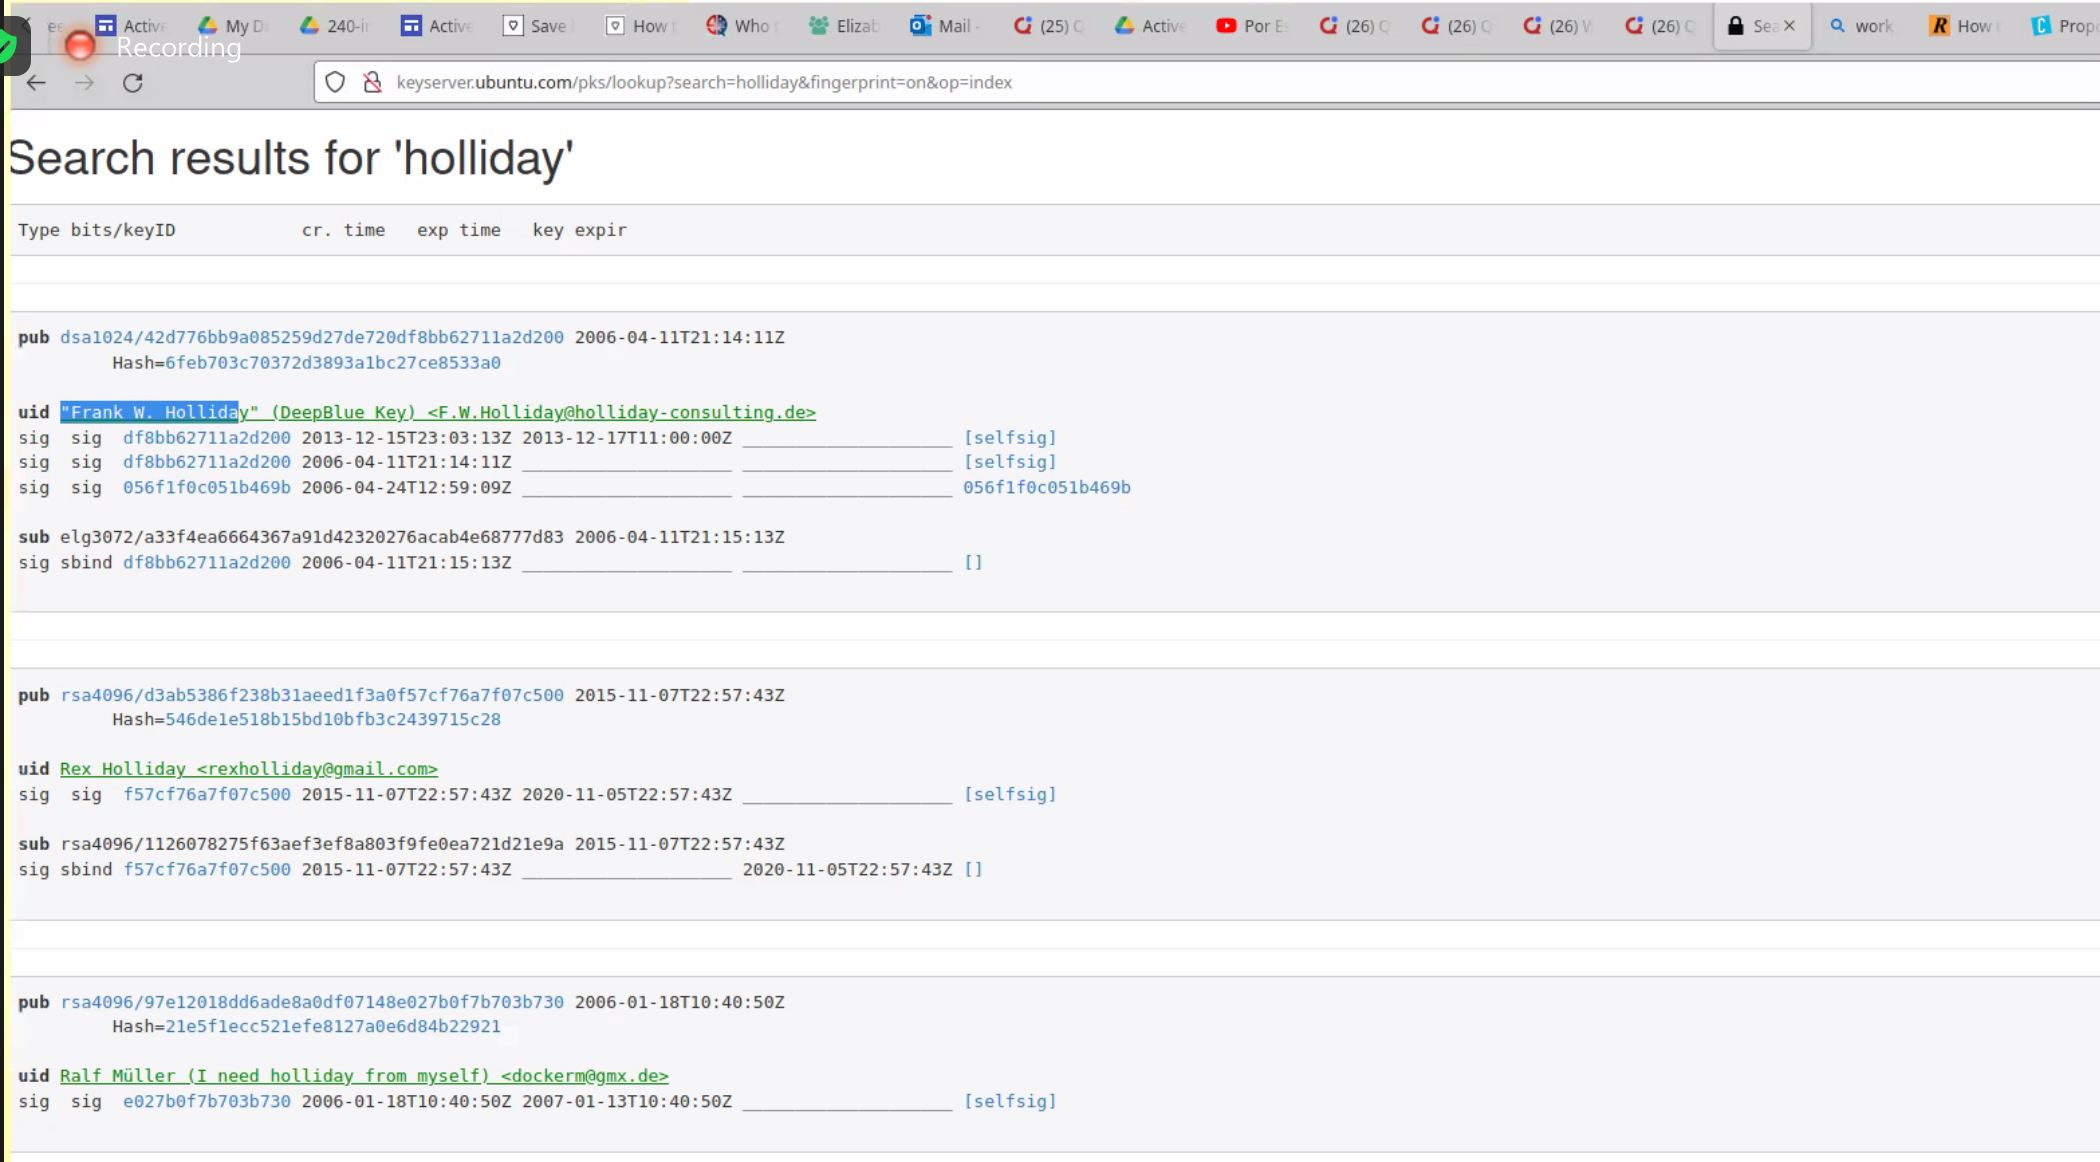 Active My D 240-i Active Save How Who Elizab Mail - (25) Q Active Por E (26) Q (26) Q (26) W (26) Q Sea work How Propo
Recording
keyserver.ubuntu.com/pks/lookup?search=holliday&fingerprint=on&op=index
Search results for 'holliday'
Type bits/keyID cr. time exp time key expir
pub dsa1024/42d776bb9a085259d27de720df8bb62711a2d200 2006-04-11T21:14:11Z
Hash=6feb703c70372d3893a1bc27ce8533a0
uid "Frank W. Holliday" (DeepBlue Key) <F.W.Holliday@holliday-consulting.de>
sig sig df8bb62711a2d200 2013-12-15T23:03:13Z 2013-12-17T11:00:00Z ____________________ [selfsig]
sig sig df8bb62711a2d200 2006-04-11T21:14:11Z ____________________ ____________________ [selfsig]
sig sig 056f1f0c051b469b 2006-04-24T12:59:09Z ____________________ ____________________ 056f1f0c051b469b
sub elg3072/a33f4ea6664367a91d42320276acab4e68777d83 2006-04-11T21:15:13Z
sig sbind df8bb62711a2d200 2006-04-11T21:15:13Z ____________________ ____________________ []
pub rsa4096/d3ab5386f238b31aeed1f3a0f57cf76a7f07c500 2015-11-07T22:57:43Z
Hash=546de1e518b15bd10bfb3c2439715c28
uid Rex Holliday <rexholliday@gmail.com>
sig sig f57cf76a7f07c500 2015-11-07T22:57:43Z 2020-11-05T22:57:43Z ____________________ [selfsig]
sub rsa4096/1126078275f63aef3ef8a803f9fe0ea721d21e9a 2015-11-07T22:57:43Z
sig sbind f57cf76a7f07c500 2015-11-07T22:57:43Z ____________________ 2020-11-05T22:57:43Z []
pub rsa4096/97e12018dd6ade8a0df07148e027b0f7b703b730 2006-01-18T10:40:50Z
Hash=21e5f1ecc521efe8127a0e6d84b22921
uid Ralf Müller (I need holliday from myself) <dockerm@gmx.de>
sig sig e027b0f7b703b730 2006-01-18T10:40:50Z 2007-01-13T10:40:50Z ____________________ [selfsig]